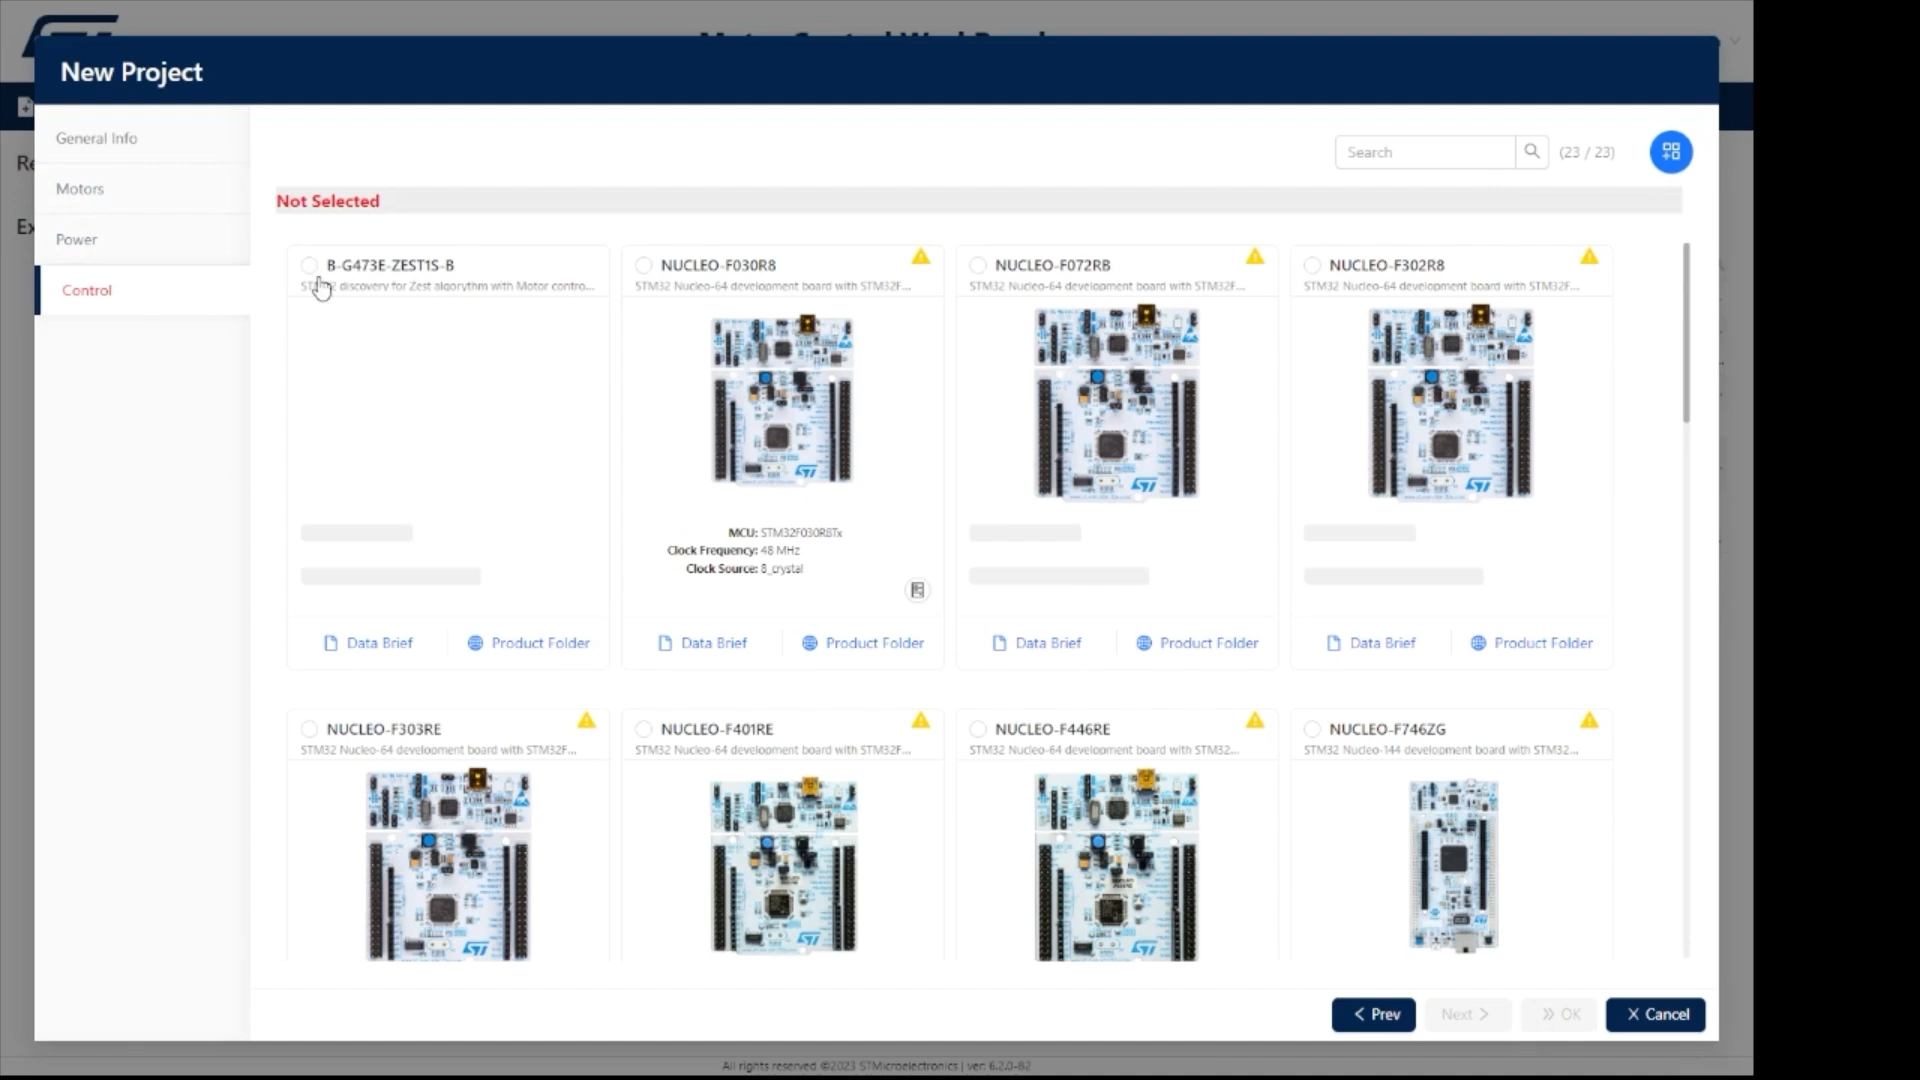 New Project
General Info
Motors
Power
Control
Search
(23 / 23)
Not Selected
B-G473E-ZEST1S-B
discovery for Zest algorythm with Motor contro...
NUCLEO-F030R8
STM32 Nucleo-64 development board with STM32F...
NUCLEO-F072RB
STM32 Nucleo-64 development board with STM32F...
NUCLEO-F302R8
STM32 Nucleo-64 development board with STM32F...
MCU: STM32F030R8Tx
Clock Frequency: 48 MHz
Clock Source: 8_crystal
Data Brief
Product Folder
Data Brief
Product Folder
Data Brief
Product Folder
Data Brief
Product Folder
NUCLEO-F303RE
STM32 Nucleo-64 development board with STM32F...
NUCLEO-F401RE
STM32 Nucleo-64 development board with STM32F...
NUCLEO-F446RE
STM32 Nucleo-64 development board with STM32...
NUCLEO-F746ZG
STM32 Nucleo-144 development board with STM32...
Prev
Next
OK
Cancel
All rights reserved ©2023 STMicroelectronics | ver: 6.2.0-B2